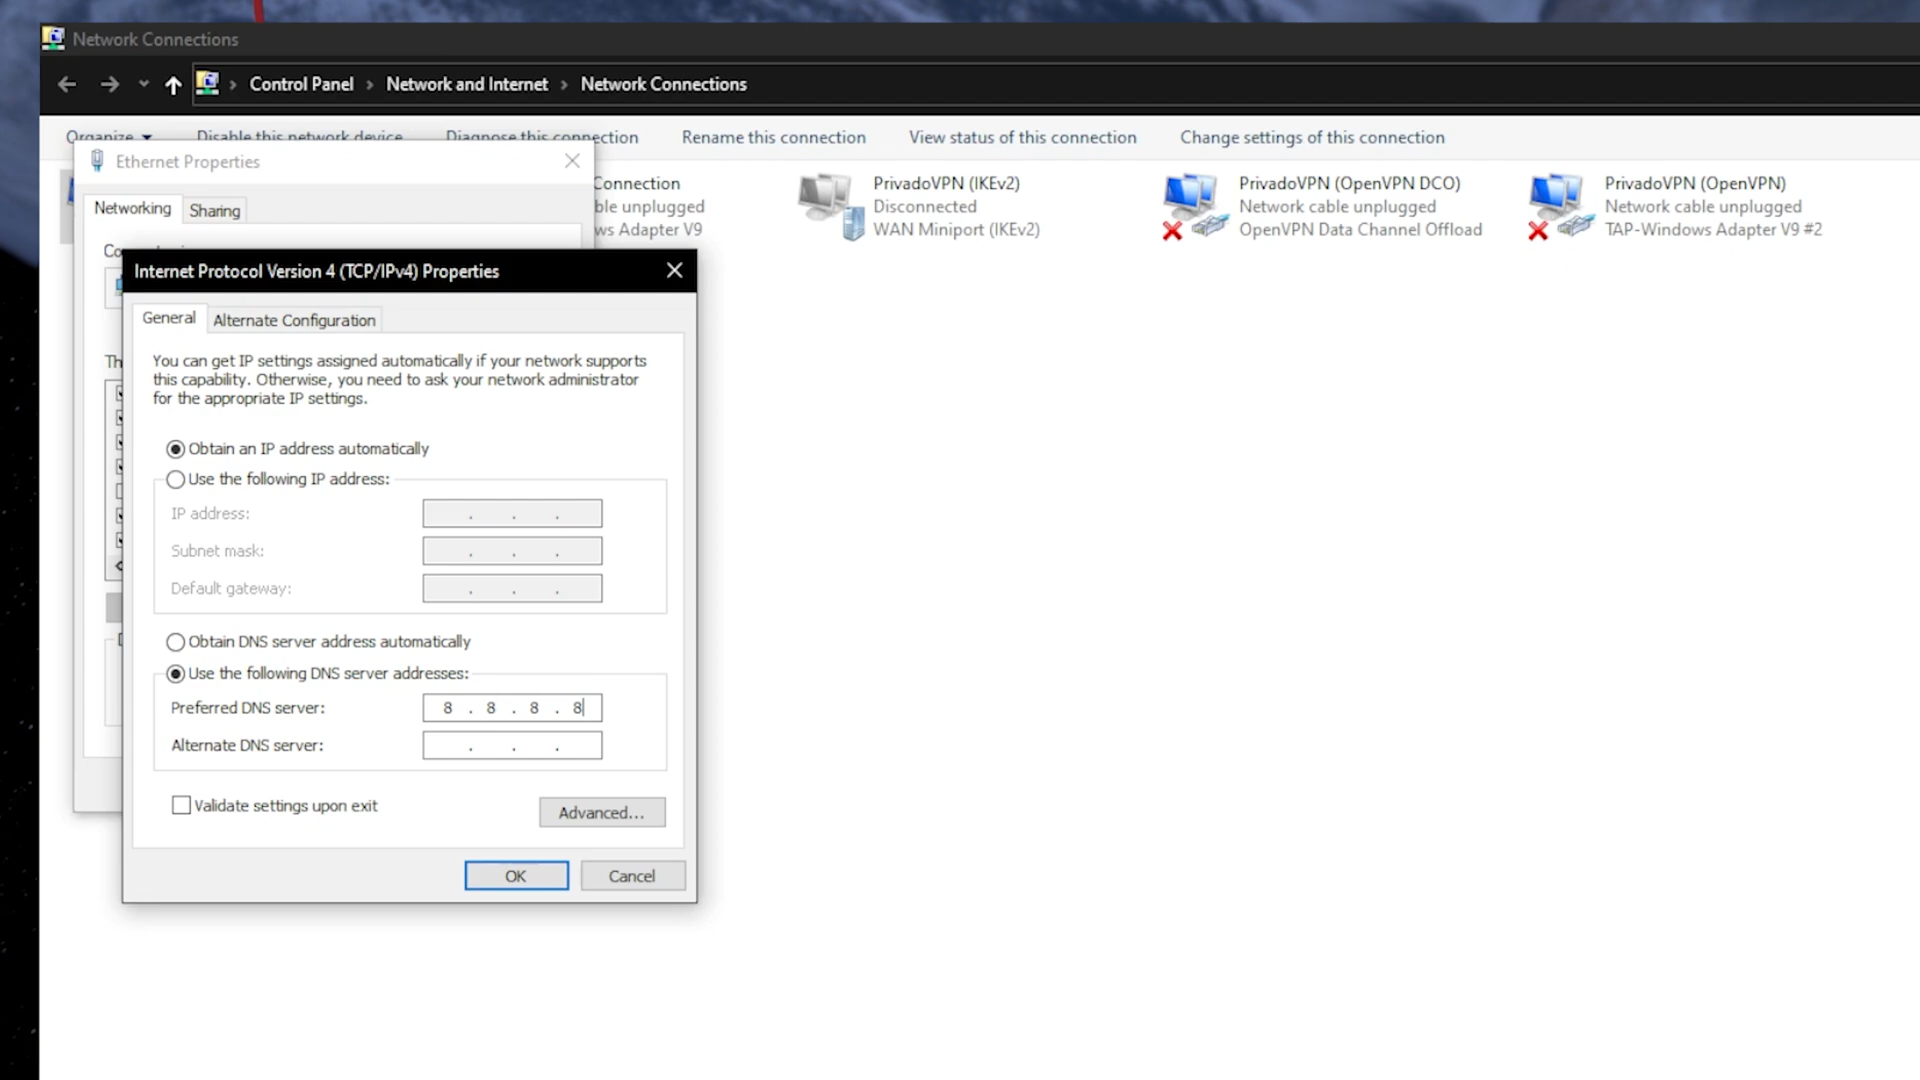 Network Connections
Control Panel > Network and Internet > Network Connections
Organize Disable this network device Diagnose this connection Rename this connection View status of this connection Change settings of this connection
Ethernet Properties
Networking
Sharing
Connection
ble unplugged
ws Adapter V9
PrivadoVPN (IKEv2)
Disconnected
WAN Miniport (IKEv2)
PrivadoVPN (OpenVPN DCO)
Network cable unplugged
OpenVPN Data Channel Offload
PrivadoVPN (OpenVPN)
Network cable unplugged
TAP-Windows Adapter V9 #2
Co
Th
Internet Protocol Version 4 (TCP/IPv4) Properties
General
Alternate Configuration
You can get IP settings assigned automatically if your network supports
this capability. Otherwise, you need to ask your network administrator
for the appropriate IP settings.
Obtain an IP address automatically
Use the following IP address:
IP address: . . .
Subnet mask: . . .
Default gateway: . . .
Obtain DNS server address automatically
Use the following DNS server addresses:
Preferred DNS server: 8 . 8 . 8 . 8
Alternate DNS server: . . .
Validate settings upon exit
Advanced...
OK
Cancel